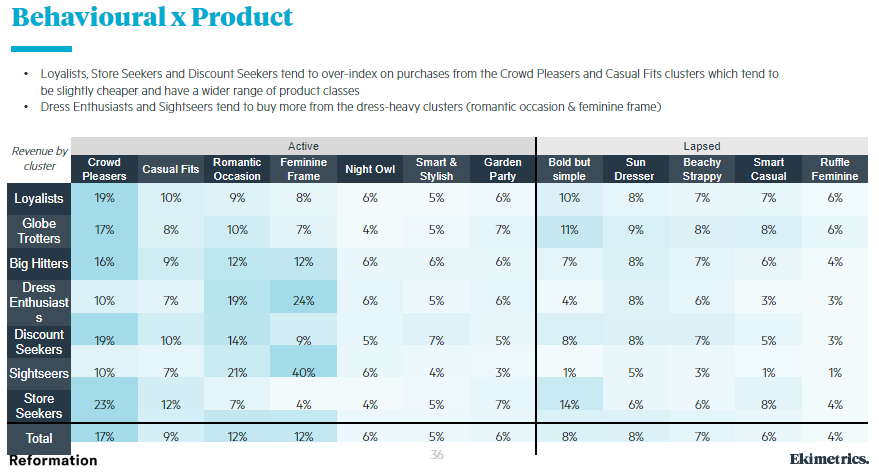 Behavioural x Product
• Loyalists, Store Seekers and Discount Seekers tend to over-index on purchases from the Crowd Pleasers and Casual Fits clusters which tend to
be slightly cheaper and have a wider range of product classes
• Dress Enthusiasts and Sightseers tend to buy more from the dress-heavy clusters (romantic occasion & feminine frame)
Revenue by
cluster
Active
Lapsed
Crowd
Pleasers
Casual Fits
Romantic
Occasion
Feminine
Frame
Night Owl
Smart &
Stylish
Garden
Party
Bold but
simple
Sun
Dresser
Beachy
Strappy
Smart
Casual
Ruffle
Feminine
Loyalists 19% 10% 9% 8% 6% 5% 6% 10% 8% 7% 7% 6%
Globe
Trotters
17% 8% 10% 7% 4% 5% 7% 11% 9% 8% 8% 6%
Big Hitters 16% 9% 12% 12% 6% 6% 6% 7% 8% 7% 6% 4%
Dress
Enthusiast
s
10% 7% 19% 24% 6% 5% 6% 4% 8% 6% 3% 3%
Discount
Seekers
19% 10% 14% 9% 5% 7% 5% 8% 8% 7% 5% 3%
Sightseers 10% 7% 21% 40% 6% 4% 3% 1% 5% 3% 1% 1%
Store
Seekers
23% 12% 7% 4% 4% 5% 7% 14% 6% 6% 8% 4%
Total 17% 9% 12% 12% 6% 5% 6% 8% 8% 7% 6% 4%
Reformation
36
Ekimetrics.